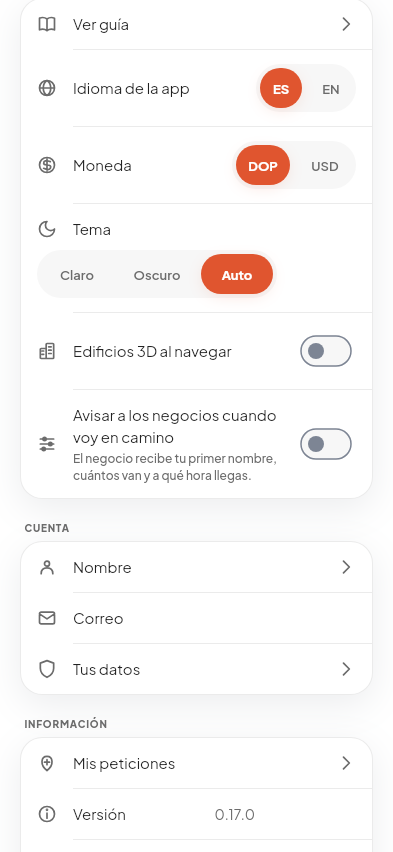 Ver guía
Idioma de la app
ES EN
Moneda
DOP USD
Tema
Claro Oscuro Auto
Edificios 3D al navegar
Avisar a los negocios cuando
voy en camino
El negocio recibe tu primer nombre,
cuántos van y a qué hora llegas.
CUENTA
Nombre
Correo
Tus datos
INFORMACIÓN
Mis peticiones
Versión 0.17.0